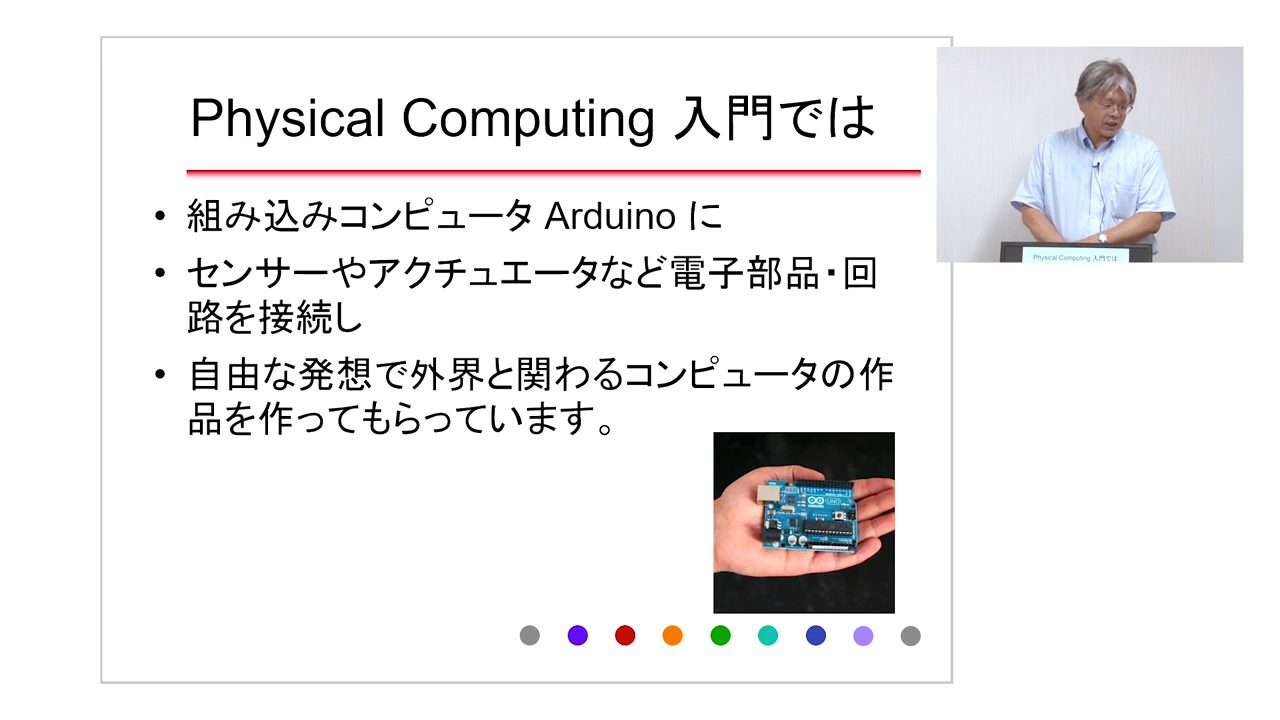 Physical Computing 入門では
• 組み込みコンピュータ Arduino に
• センサーやアクチュエータなど電子部品・回
路を接続し
• 自由な発想で外界と関わるコンピュータの作
品を作ってもらっています。
Physical Computing 入門では
UNO